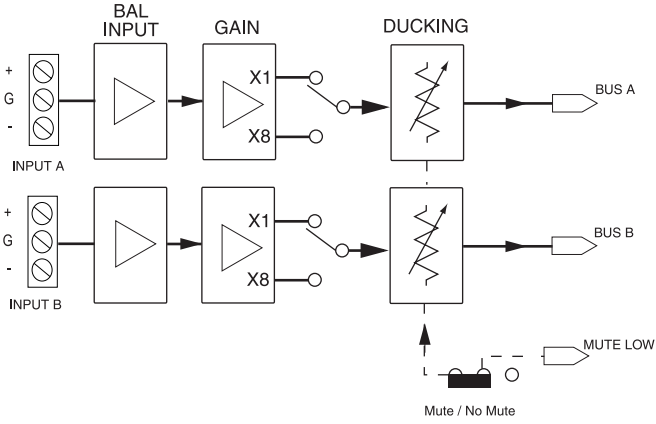 BAL
INPUT
GAIN
DUCKING
+
G
-
INPUT A
X1
X8
BUS A
+
G
-
INPUT B
X1
X8
BUS B
MUTE LOW
Mute / No Mute